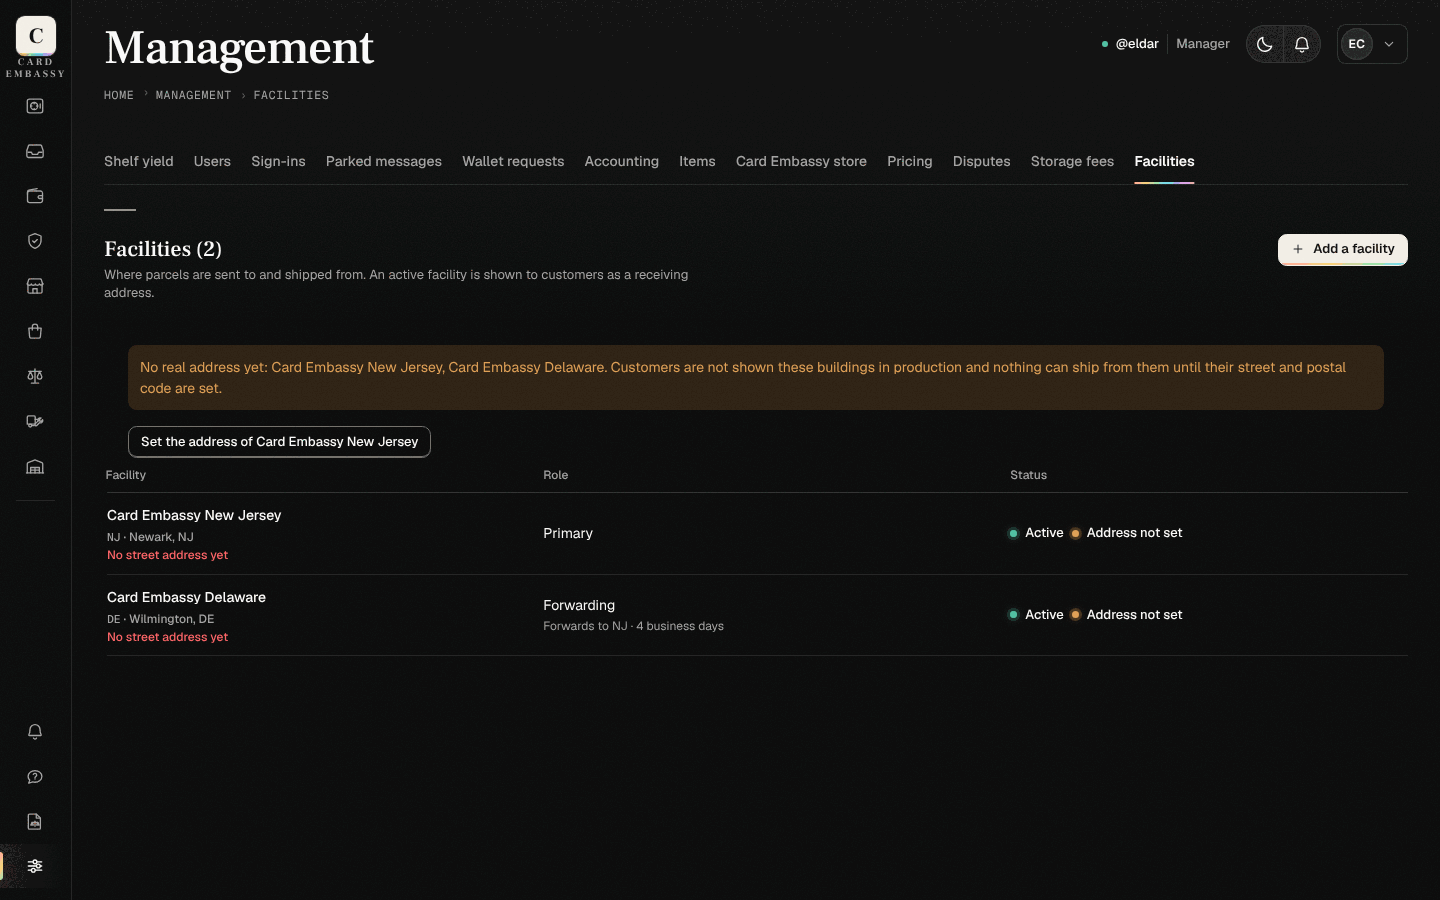 C
CARD
EMBASSY
Management
@eldar
Manager
EC
HOME › MANAGEMENT › FACILITIES
Shelf yield
Users
Sign-ins
Parked messages
Wallet requests
Accounting
Items
Card Embassy store
Pricing
Disputes
Storage fees
Facilities
Facilities (2)
Where parcels are sent to and shipped from. An active facility is shown to customers as a receiving
address.
+ Add a facility
No real address yet: Card Embassy New Jersey, Card Embassy Delaware. Customers are not shown these buildings in production and nothing can ship from them until their street and postal
code are set.
Set the address of Card Embassy New Jersey
Facility
Role
Status
Card Embassy New Jersey
NJ · Newark, NJ
No street address yet
Primary
Active
Address not set
Card Embassy Delaware
DE · Wilmington, DE
No street address yet
Forwarding
Forwards to NJ · 4 business days
Active
Address not set